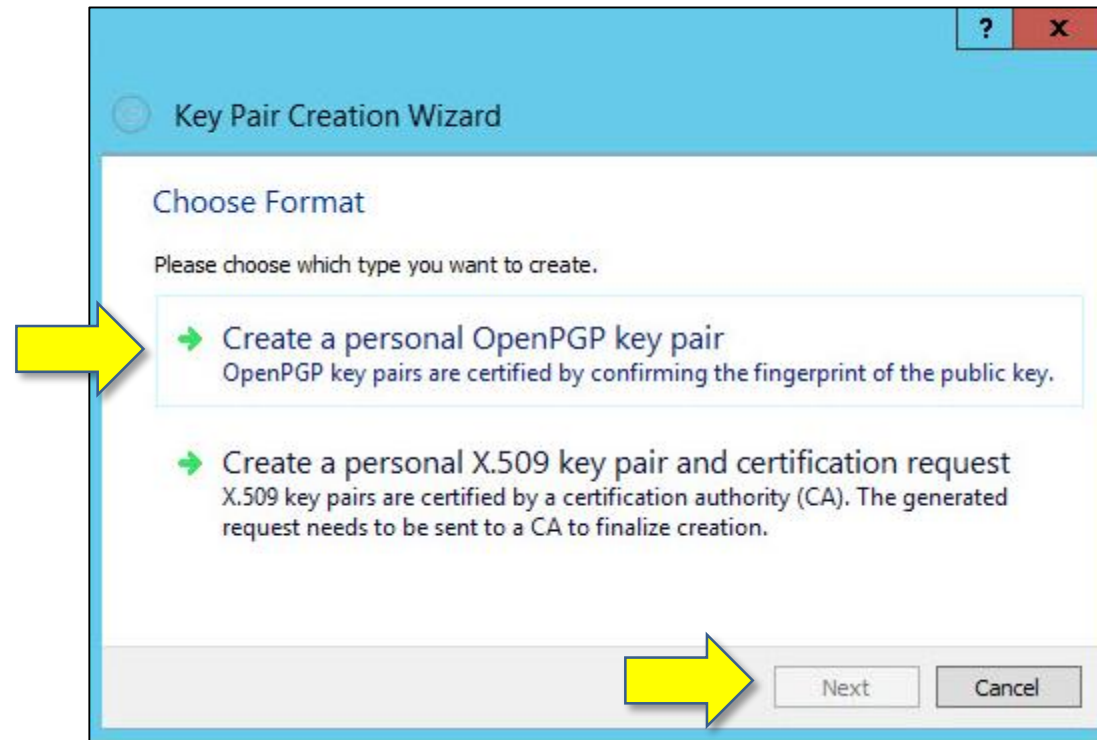 ?
x
Key Pair Creation Wizard
Choose Format
Please choose which type you want to create.
Create a personal OpenPGP key pair
OpenPGP key pairs are certified by confirming the fingerprint of the public key.
Create a personal X.509 key pair and certification request
X.509 key pairs are certified by a certification authority (CA). The generated
request needs to be sent to a CA to finalize creation.
Next
Cancel